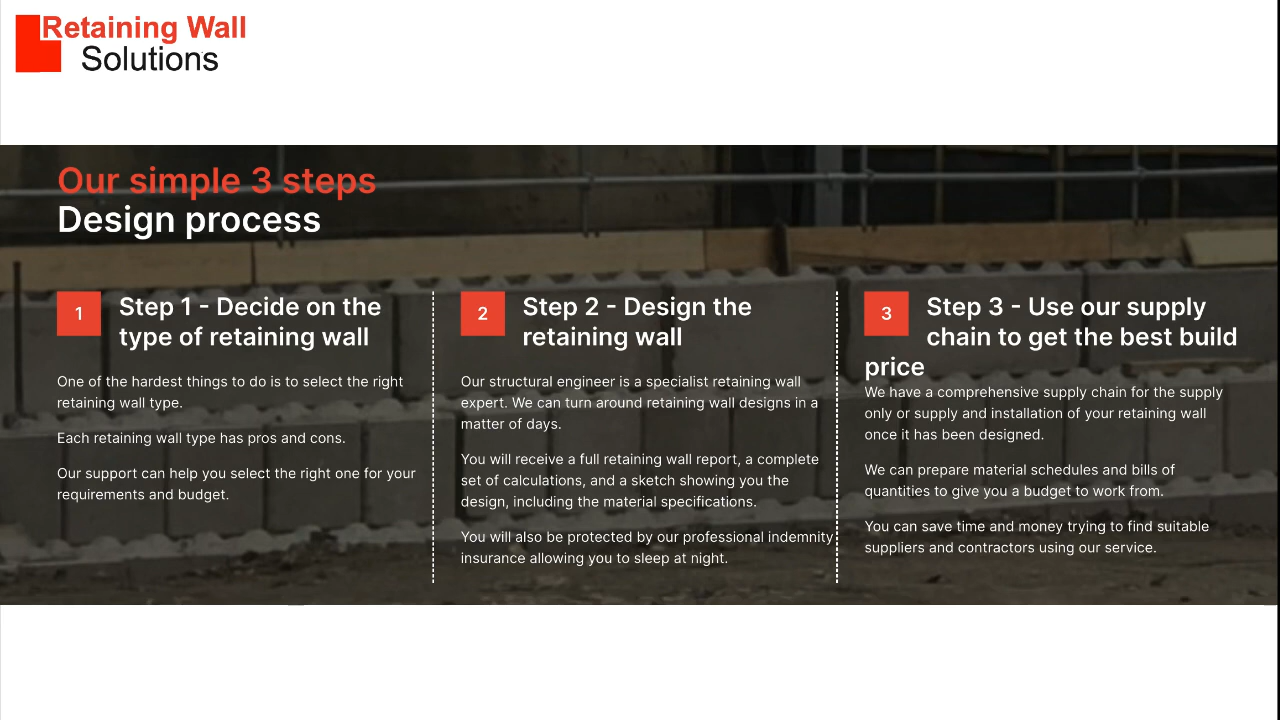 Retaining Wall
Solutions
Our simple 3 steps
Design process
1
Step 1 - Decide on the
type of retaining wall
One of the hardest things to do is to select the right
retaining wall type.
Each retaining wall type has pros and cons.
Our support can help you select the right one for your
requirements and budget.
2
Step 2 - Design the
retaining wall
Our structural engineer is a specialist retaining wall
expert. We can turn around retaining wall designs in a
matter of days.
You will receive a full retaining wall report, a complete
set of calculations, and a sketch showing you the
design, including the material specifications.
You will also be protected by our professional indemnity
insurance allowing you to sleep at night.
3
Step 3 - Use our supply
chain to get the best build
price
We have a comprehensive supply chain for the supply
only or supply and installation of your retaining wall
once it has been designed.
We can prepare material schedules and bills of
quantities to give you a budget to work from.
You can save time and money trying to find suitable
suppliers and contractors using our service.